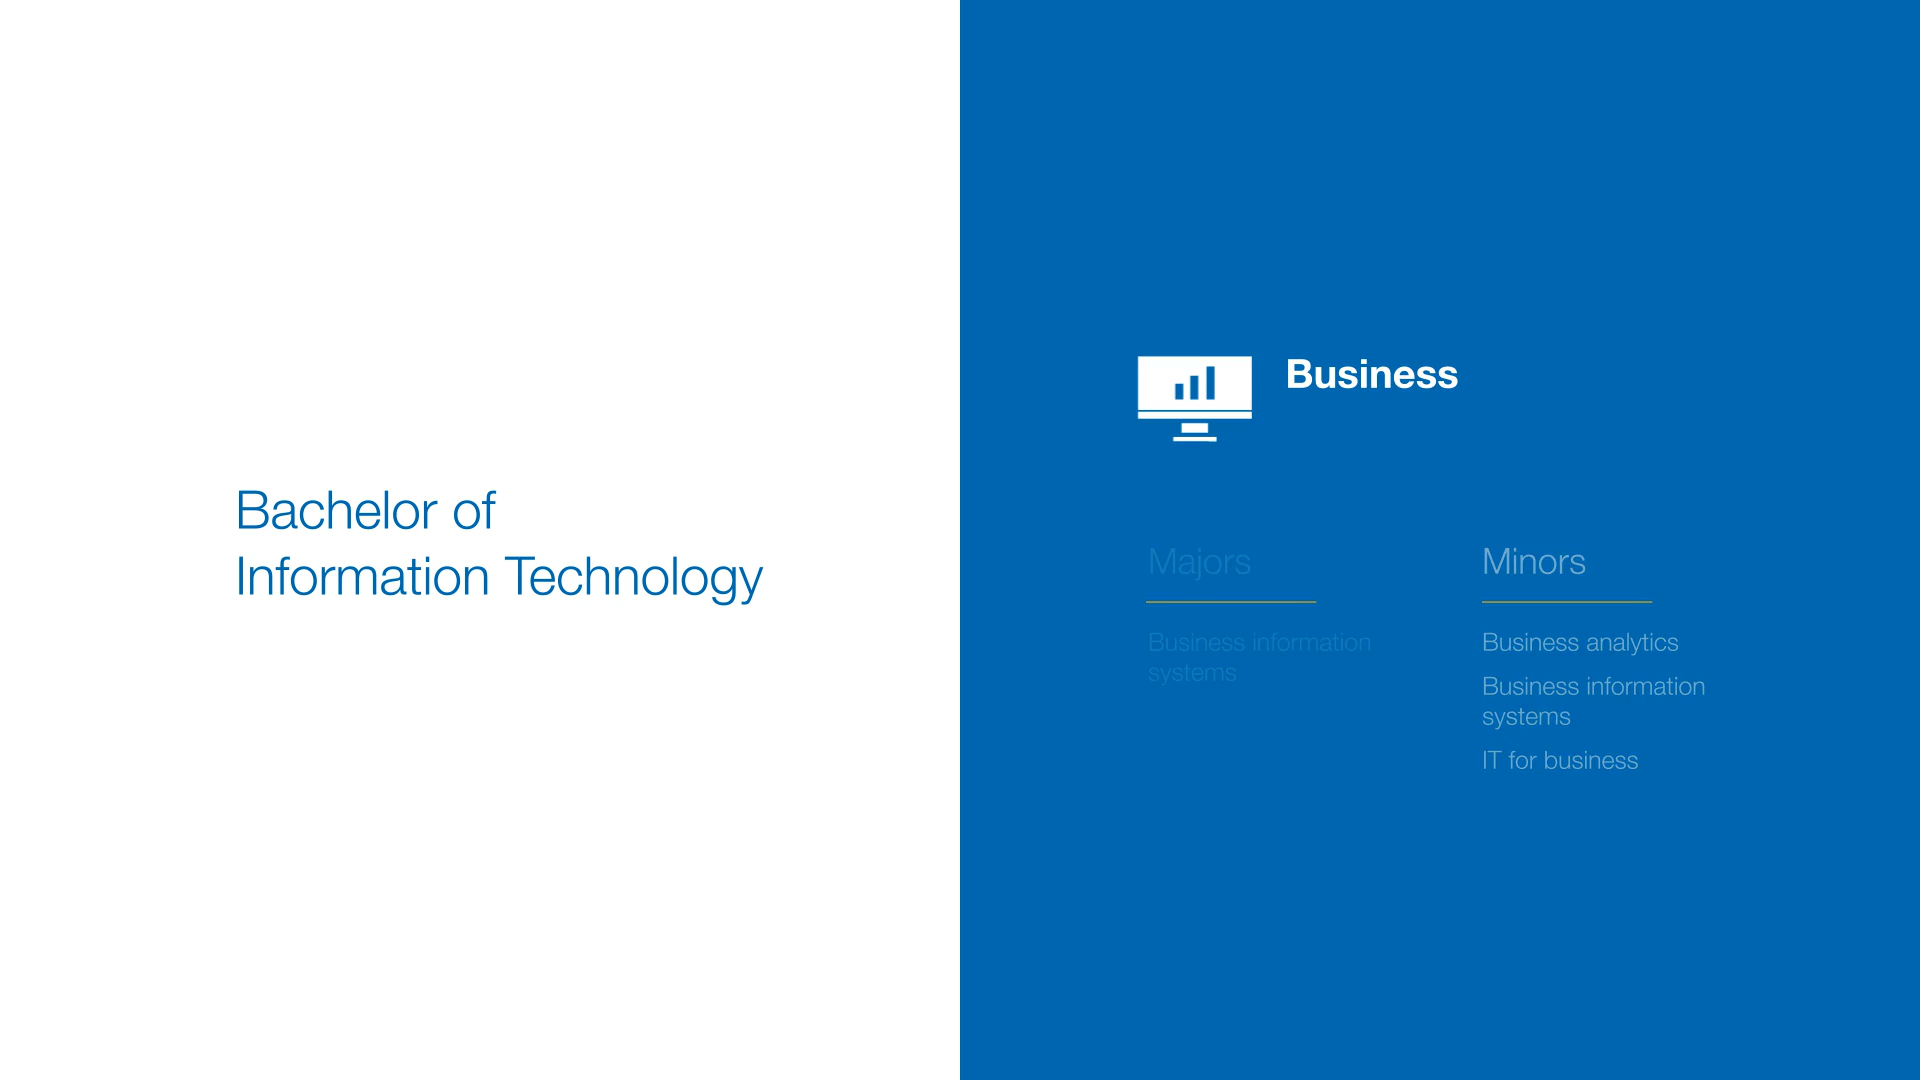 Bachelor of
Information Technology
Business
Majors
Business information
systems
Minors
Business analytics
Business information
systems
IT for business